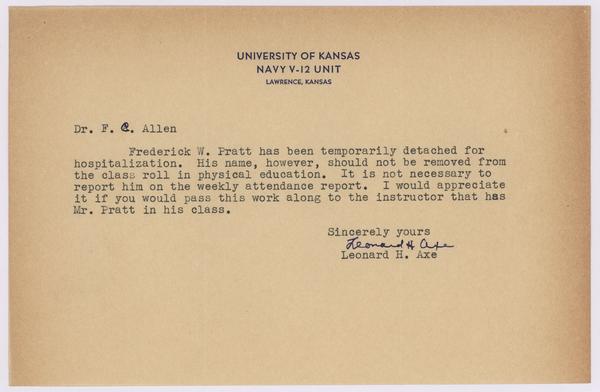 UNIVERSITY OF KANSAS
NAVY V-12 UNIT
LAWRENCE, KANSAS
Dr. F. C. Allen
Frederick W. Pratt has been temporarily detached for
hospitalization. His name, however, should not be removed from
the class roll in physical education. It is not necessary to
report him on the weekly attendance report. I would appreciate
it if you would pass this work along to the instructor that has
Mr. Pratt in his class.
Sincerely yours
Leonard H Axe
Leonard H. Axe